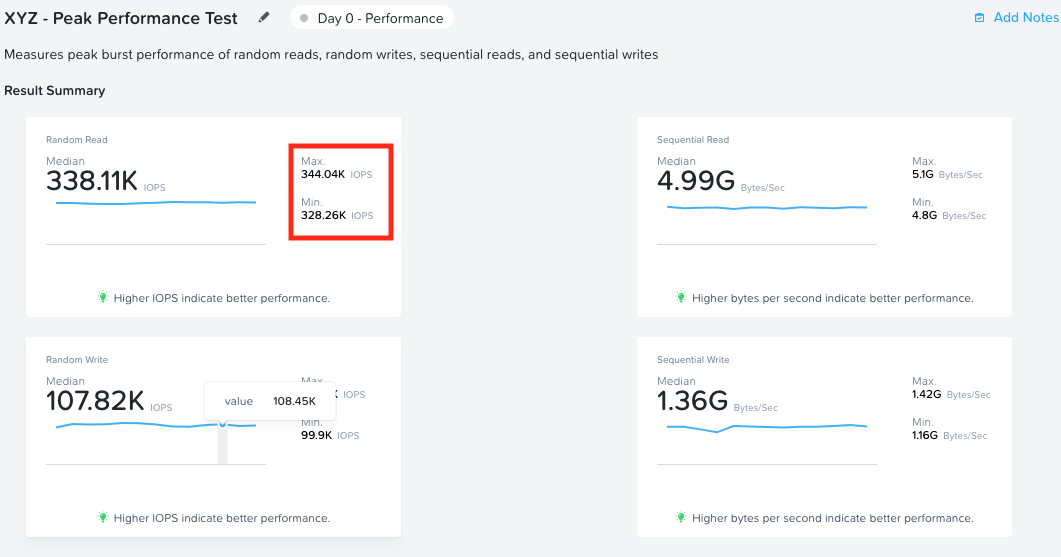 XYZ - Peak Performance Test
Day 0 - Performance
Add Notes
Measures peak burst performance of random reads, random writes, sequential reads, and sequential writes
Result Summary
Random Read
Median
338.11K IOPS
Max.
344.04K IOPS
Min.
328.26K IOPS
Higher IOPS indicate better performance.
Sequential Read
Median
4.99G Bytes/Sec
Max.
5.1G Bytes/Sec
Min.
4.8G Bytes/Sec
Higher bytes per second indicate better performance.
Random Write
Median
107.82K IOPS
value 108.45K
IOPS
Min.
99.9K IOPS
Higher IOPS indicate better performance.
Sequential Write
Median
1.36G Bytes/Sec
Max.
1.42G Bytes/Sec
Min.
1.16G Bytes/Sec
Higher bytes per second indicate better performance.